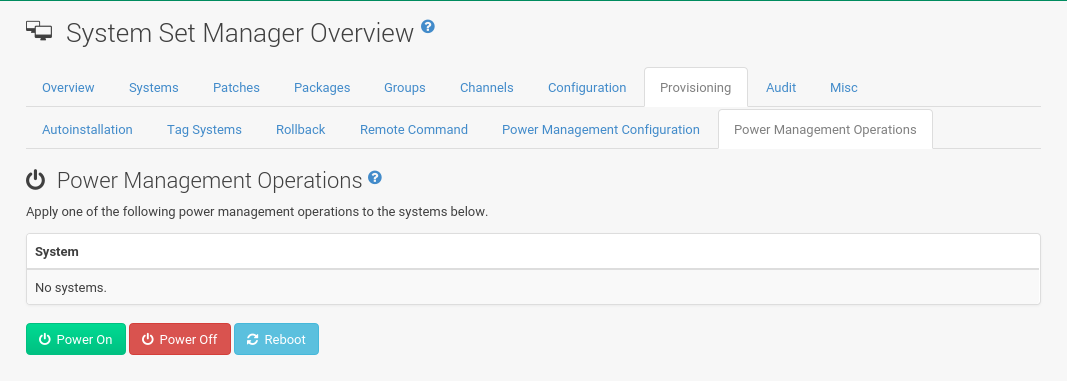 System Set Manager Overview ?
Overview Systems Patches Packages Groups Channels Configuration Provisioning Audit Misc
Autoinstallation Tag Systems Rollback Remote Command Power Management Configuration Power Management Operations
Power Management Operations ?
Apply one of the following power management operations to the systems below.
System
No systems.
Power On Power Off Reboot